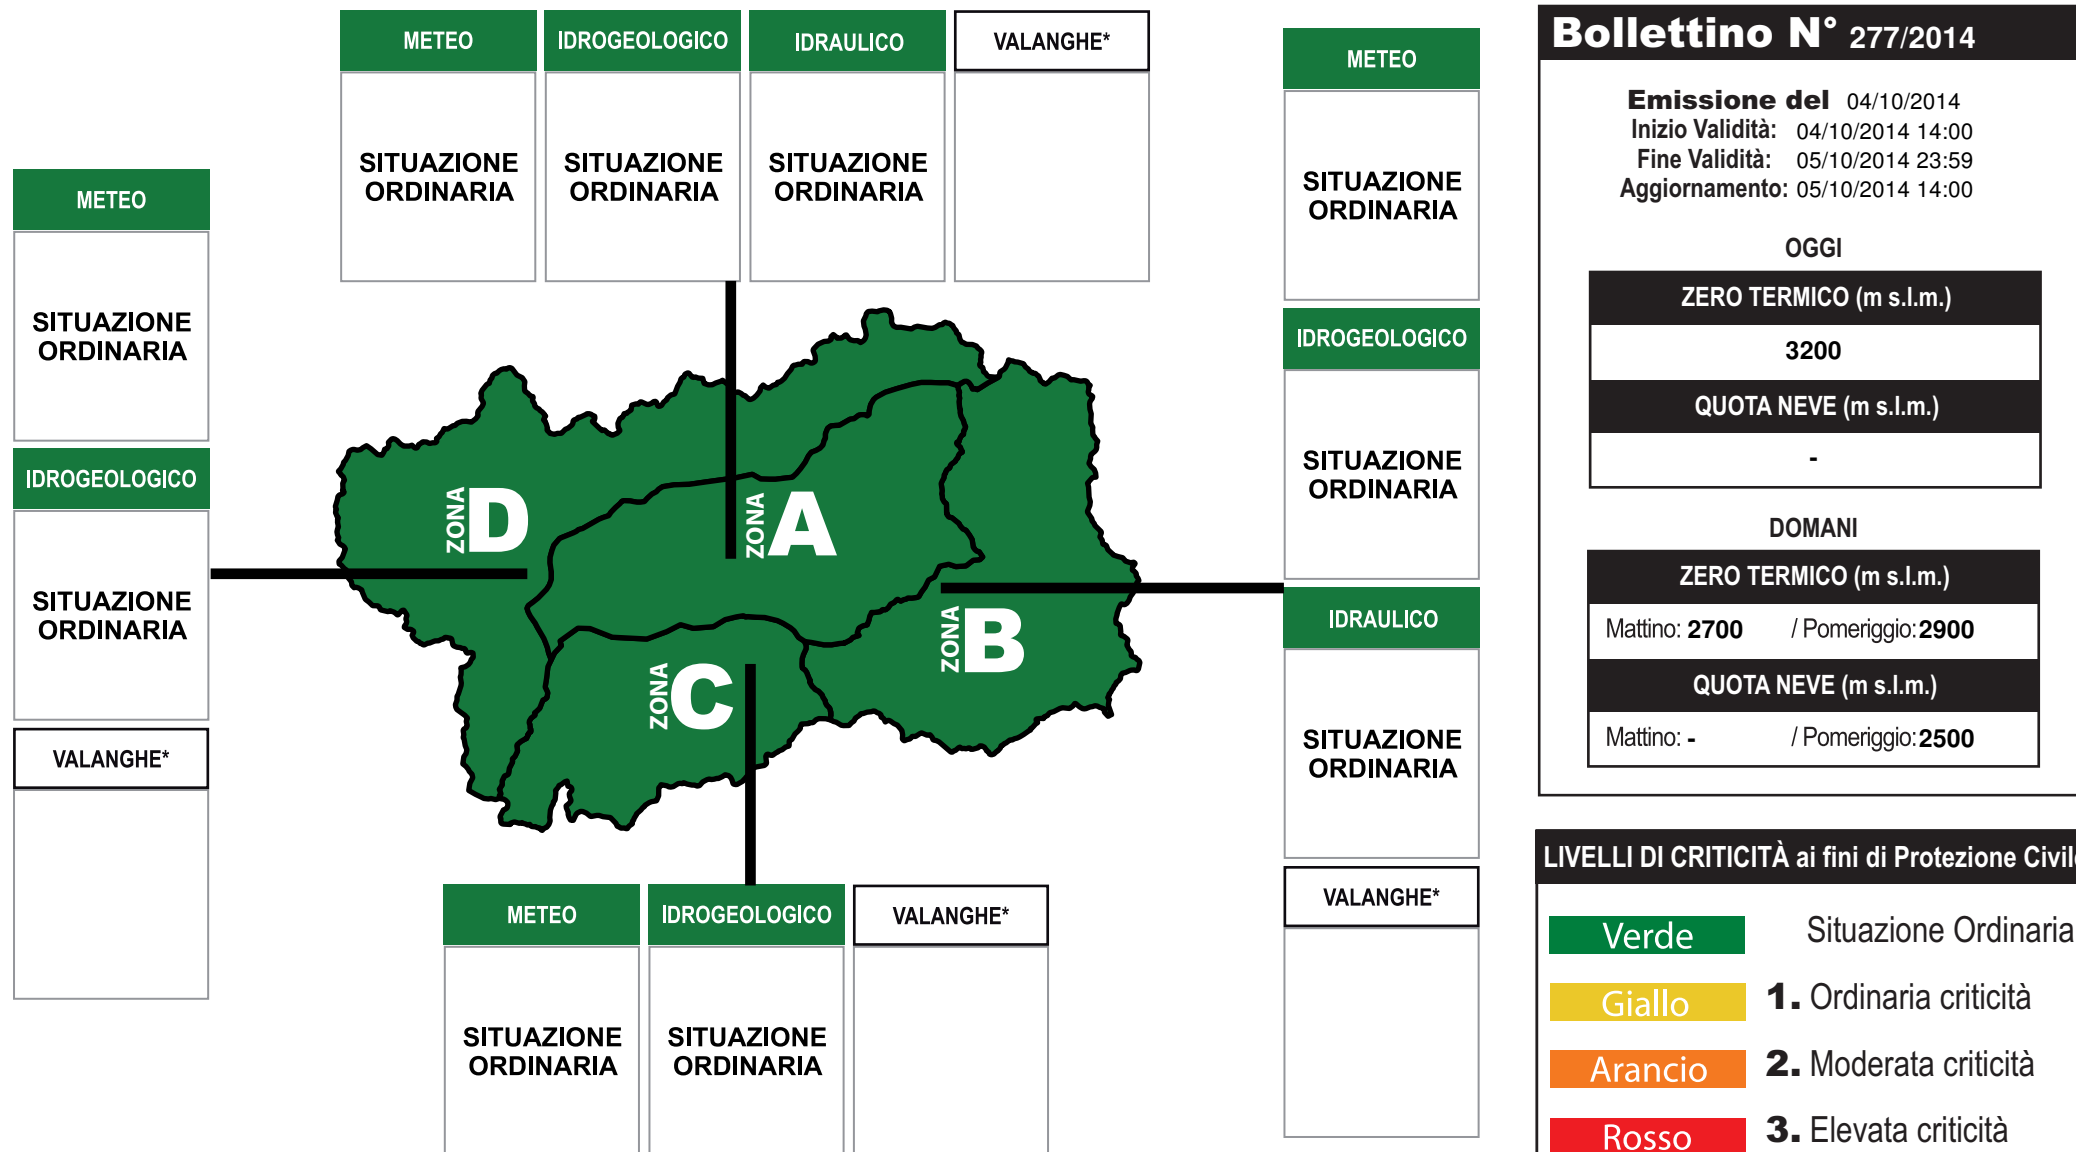 METEO
IDROGEOLOGICO
IDRAULICO
VALANGHE*
SITUAZIONE
ORDINARIA
SITUAZIONE
ORDINARIA
SITUAZIONE
ORDINARIA
METEO
SITUAZIONE
ORDINARIA
IDROGEOLOGICO
SITUAZIONE
ORDINARIA
VALANGHE*
ZONA D
ZONA A
ZONA B
ZONA C
METEO
SITUAZIONE
ORDINARIA
IDROGEOLOGICO
SITUAZIONE
ORDINARIA
IDRAULICO
SITUAZIONE
ORDINARIA
VALANGHE*
METEO
IDROGEOLOGICO
VALANGHE*
SITUAZIONE
ORDINARIA
SITUAZIONE
ORDINARIA
Bollettino N° 277/2014
Emissione del 04/10/2014
Inizio Validità: 04/10/2014 14:00
Fine Validità: 05/10/2014 23:59
Aggiornamento: 05/10/2014 14:00
OGGI
ZERO TERMICO (m s.l.m.)
3200
QUOTA NEVE (m s.l.m.)
-
DOMANI
ZERO TERMICO (m s.l.m.)
Mattino: 2700 / Pomeriggio: 2900
QUOTA NEVE (m s.l.m.)
Mattino: - / Pomeriggio: 2500
LIVELLI DI CRITICITÀ ai fini di Protezione Civile
Verde Situazione Ordinaria
Giallo 1. Ordinaria criticità
Arancio 2. Moderata criticità
Rosso 3. Elevata criticità